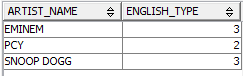 ARTIST_NAME ENGLISH_TYPE
EMINEM 3
PCY 2
SNOOP DOGG 3